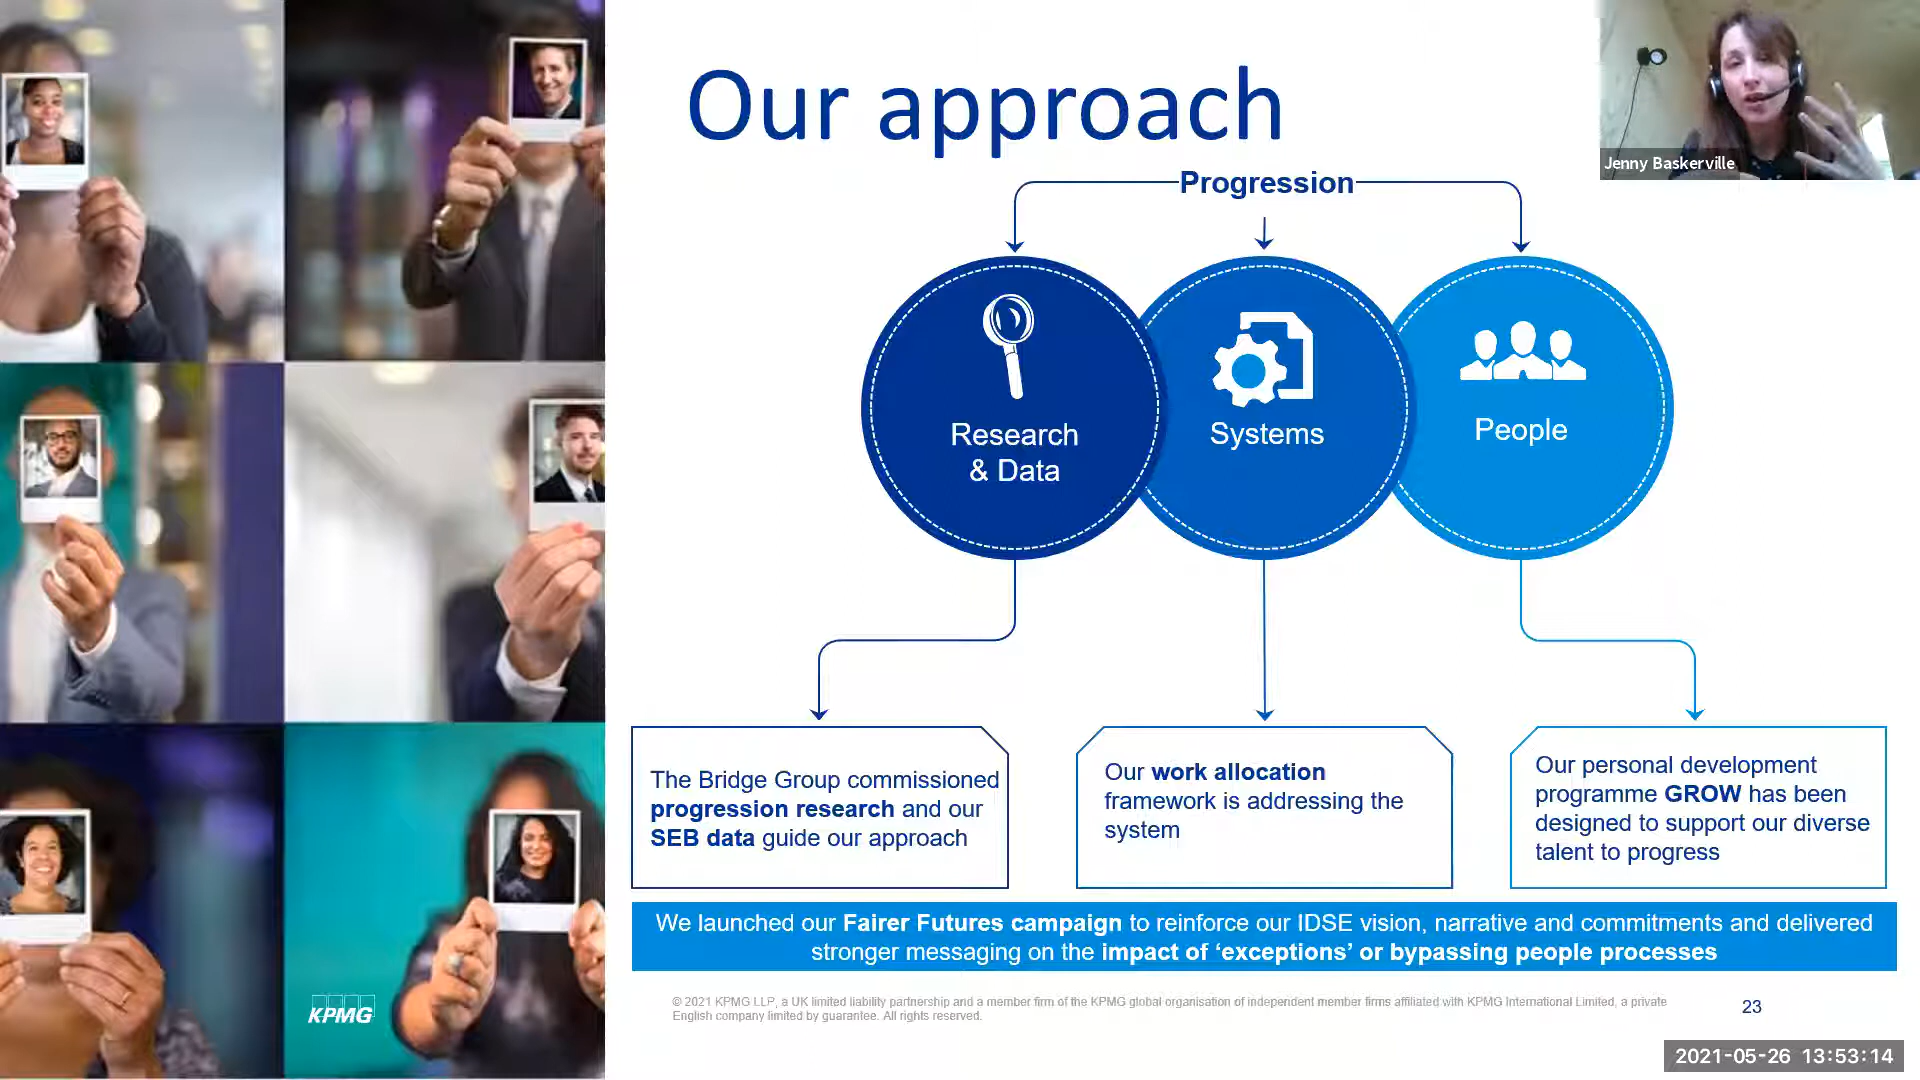 Our approach
Jenny Baskerville
Progression
Research
& Data
Systems
People
The Bridge Group commissioned
progression research and our
SEB data guide our approach
Our work allocation
framework is addressing the
system
Our personal development
programme GROW has been
designed to support our diverse
talent to progress
We launched our Fairer Futures campaign to reinforce our IDSE vision, narrative and commitments and delivered
stronger messaging on the impact of ‘exceptions’ or bypassing people processes
KPMG
© 2021 KPMG LLP, a UK limited liability partnership and a member firm of the KPMG global organisation of independent member firms affiliated with KPMG International Limited, a private
English company limited by guarantee. All rights reserved.
23
2021-05-26 13:53:14